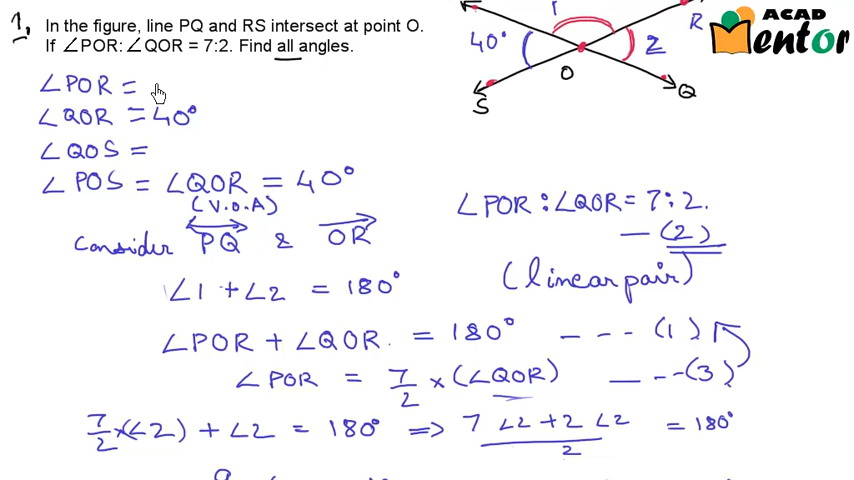 1, In the figure, line PQ and RS intersect at point O.
If ∠POR: ∠QOR = 7:2. Find all angles.
ACAD
Mentor
1
R
40°
2
O
S
Q
∠POR =
∠QOR = 40°
∠QOS =
∠POS = ∠QOR = 40°
(V.O.A)
∠POR : ∠QOR = 7:2.
— (2)
Consider PQ & OR
(linear pair)
∠1 + ∠2 = 180°
∠POR + ∠QOR. = 180° - - - (1)
∠POR = 7/2 × (∠QOR) — - - (3)
7/2 ×(∠2) + ∠2 = 180° ⇒ 7 ∠2 + 2 ∠2 / 2 = 180°
9